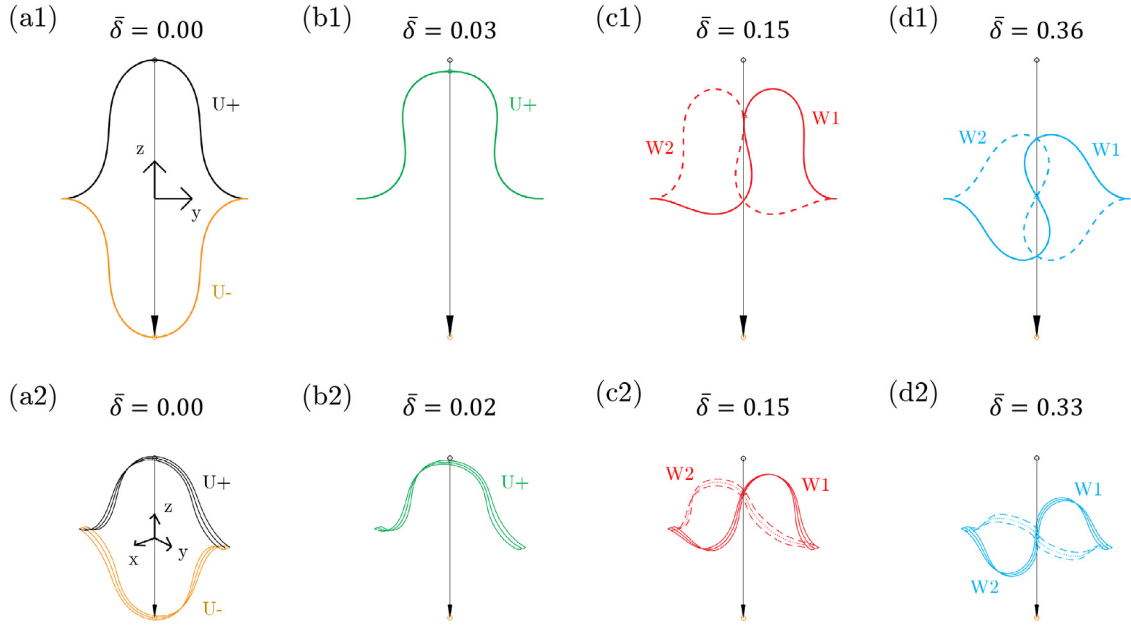 (a1) δ̄ = 0.00
U+
z
y
U-
(b1) δ̄ = 0.03
U+
(c1) δ̄ = 0.15
W2
W1
(d1) δ̄ = 0.36
W2
W1
(a2) δ̄ = 0.00
U+
z
x
y
U-
(b2) δ̄ = 0.02
U+
(c2) δ̄ = 0.15
W2
W1
(d2) δ̄ = 0.33
W1
W2